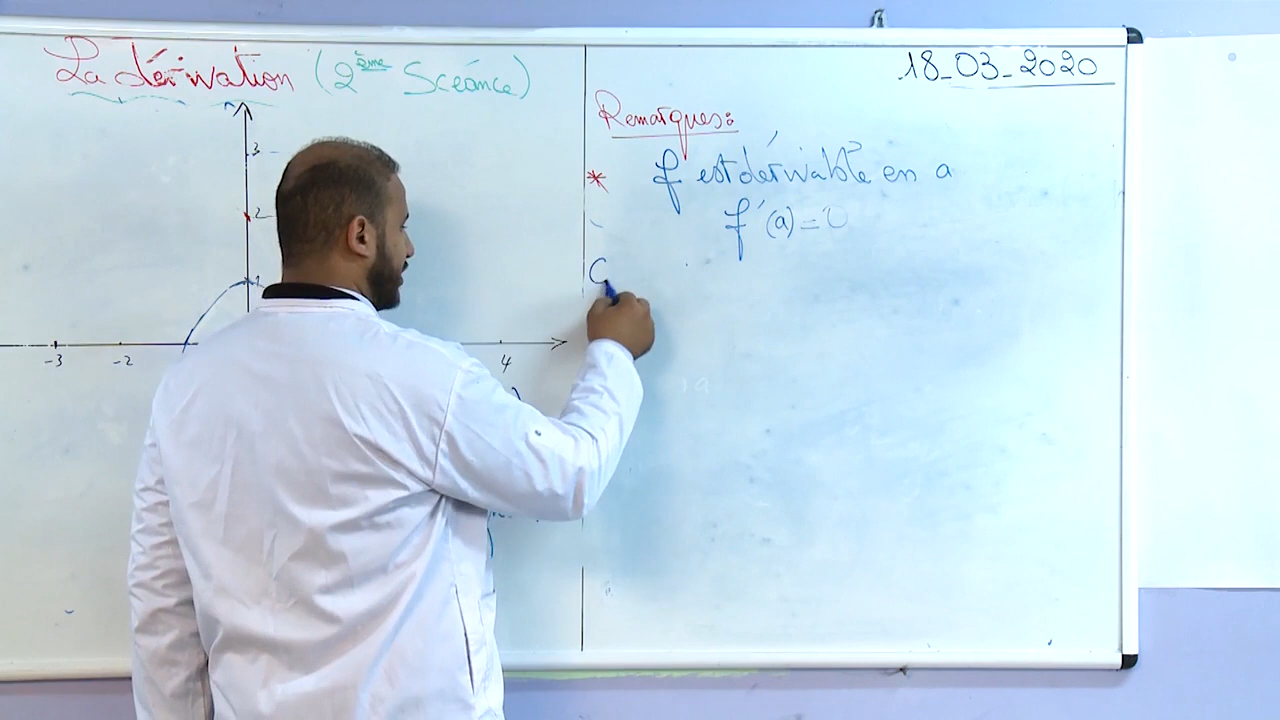 La dérivation (2ème Scéance)
18_03_2020
3
2
1
-3 -2 4
Remarques:
* f est dérivable en a
f'(a)=0
C